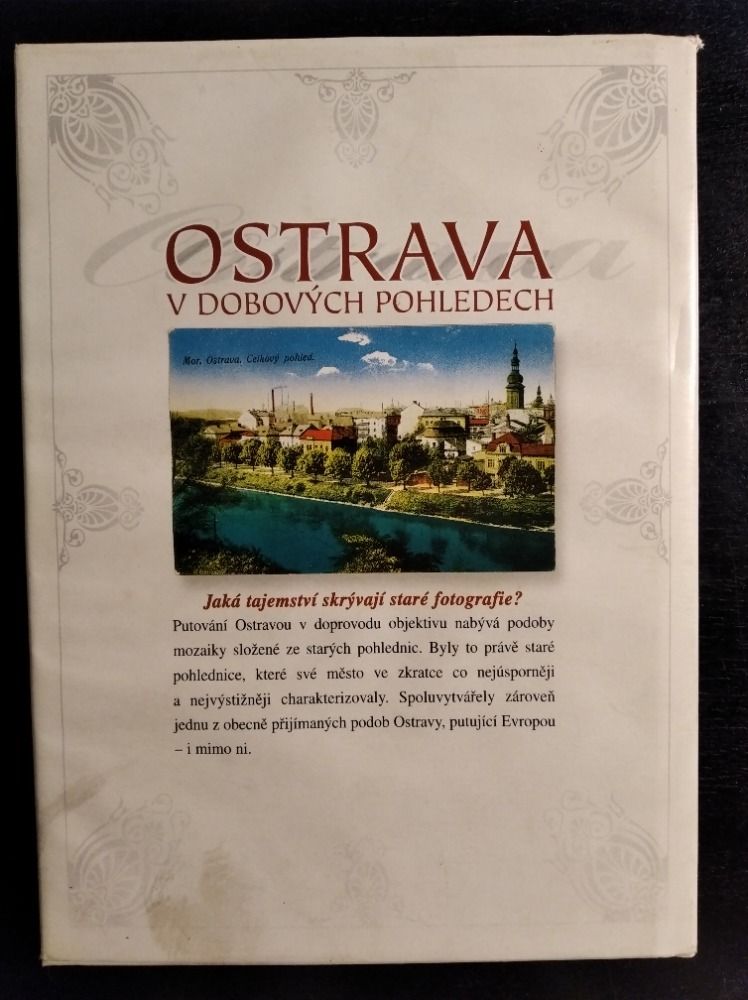 Ostrava
OSTRAVA
V DOBOVÝCH POHLEDECH
Mor. Ostrava. Celkový pohled.
Jaká tajemství skrývají staré fotografie?
Putování Ostravou v doprovodu objektivu nabývá podoby
mozaiky složené ze starých pohlednic. Byly to právě staré
pohlednice, které své město ve zkratce co nejúsporněji
a nejvýstižněji charakterizovaly. Spoluvytvářely zároveň
jednu z obecně přijímaných podob Ostravy, putující Evropou
– i mimo ni.